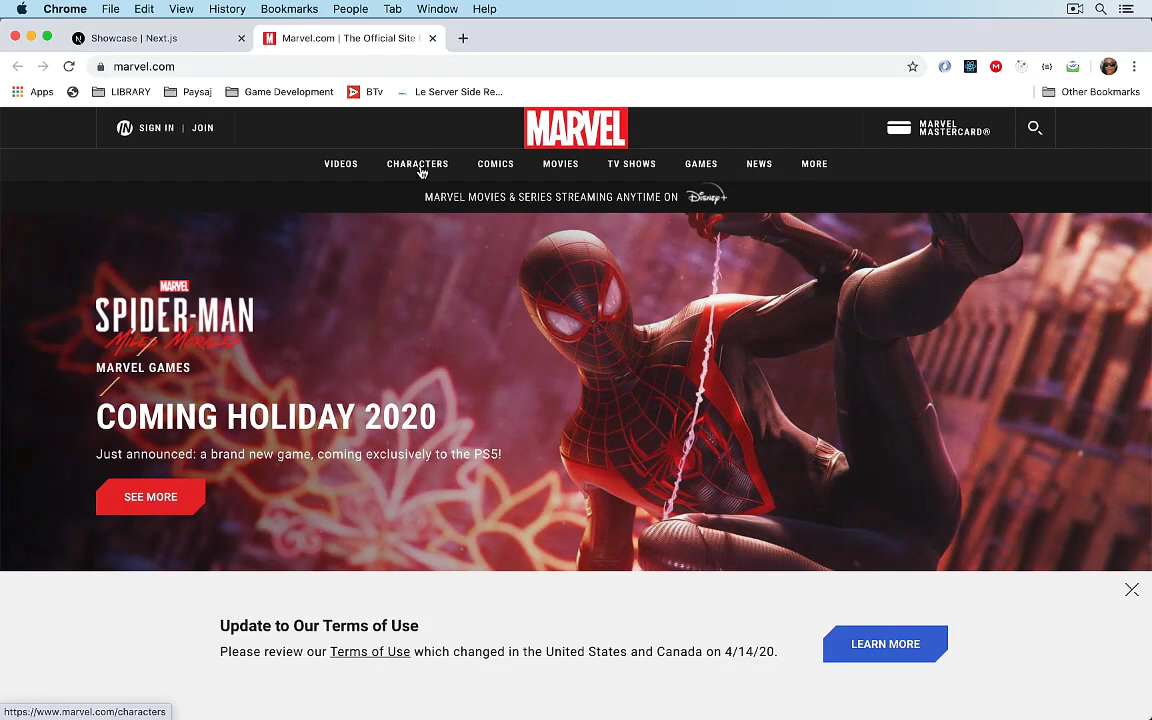 Chrome File Edit View History Bookmarks People Tab Window Help
Showcase | Next.js
Marvel.com | The Official Site
marvel.com
Apps LIBRARY Paysaj Game Development BTv Le Server Side Re... Other Bookmarks
SIGN IN | JOIN
MARVEL
MARVEL
MASTERCARD®
VIDEOS CHARACTERS COMICS MOVIES TV SHOWS GAMES NEWS MORE
MARVEL MOVIES & SERIES STREAMING ANYTIME ON Disney+
MARVEL
SPIDER-MAN
Miles Morales
MARVEL GAMES
COMING HOLIDAY 2020
Just announced: a brand new game, coming exclusively to the PS5!
SEE MORE
Update to Our Terms of Use
Please review our Terms of Use which changed in the United States and Canada on 4/14/20.
LEARN MORE
https://www.marvel.com/characters